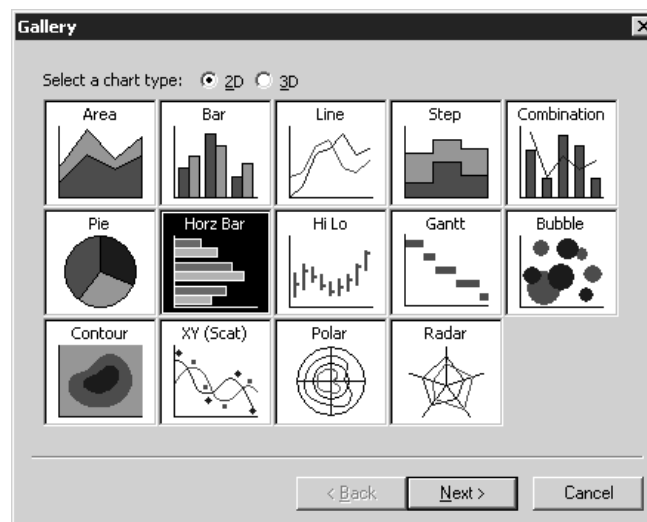 Gallery
Select a chart type: 2D 3D
Area Bar Line Step Combination
Pie Horz Bar Hi Lo Gantt Bubble
Contour XY (Scat) Polar Radar
< Back Next > Cancel